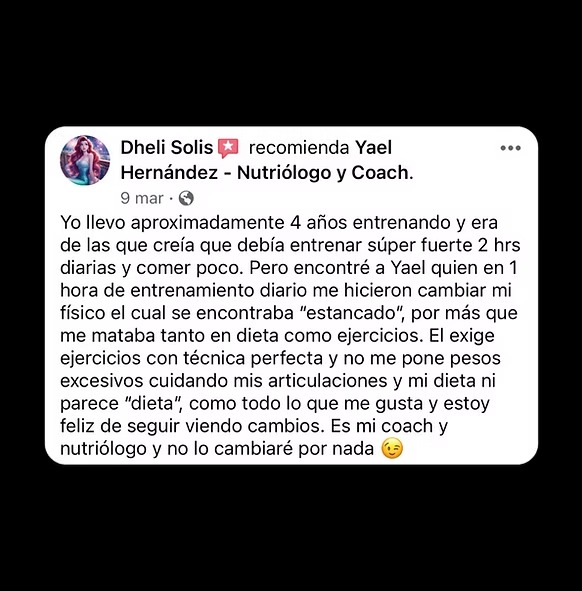 Dheli Solis recomienda Yael
Hernández - Nutriólogo y Coach.
9 mar ·
Yo llevo aproximadamente 4 años entrenando y era
de las que creía que debía entrenar súper fuerte 2 hrs
diarias y comer poco. Pero encontré a Yael quien en 1
hora de entrenamiento diario me hicieron cambiar mi
físico el cual se encontraba “estancado“, por más que
me mataba tanto en dieta como ejercicios. El exige
ejercicios con técnica perfecta y no me pone pesos
excesivos cuidando mis articulaciones y mi dieta ni
parece “dieta“, como todo lo que me gusta y estoy
feliz de seguir viendo cambios. Es mi coach y
nutriólogo y no lo cambiaré por nada 😉